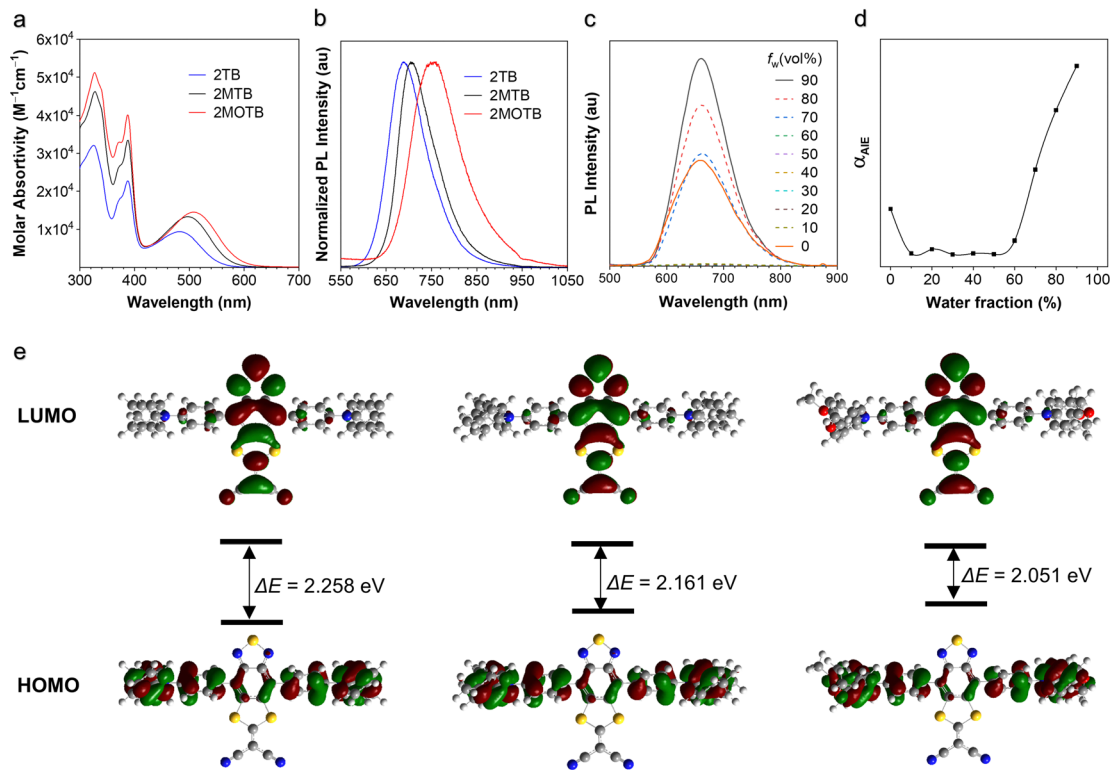 a
Molar Absortivity (M⁻¹cm⁻¹)
6x10⁴
5x10⁴
4x10⁴
3x10⁴
2x10⁴
1x10⁴
2TB
2MTB
2MOTB
300 400 500 600 700
Wavelength (nm)
b
Normalized PL Intensity (au)
2TB
2MTB
2MOTB
550 650 750 850 950 1050
Wavelength (nm)
c
PL Intensity (au)
fw(vol%)
90
80
70
60
50
40
30
20
10
0
500 600 700 800 900
Wavelength (nm)
d
αAIE
0 20 40 60 80 100
Water fraction (%)
e
LUMO
ΔE = 2.258 eV
ΔE = 2.161 eV
ΔE = 2.051 eV
HOMO